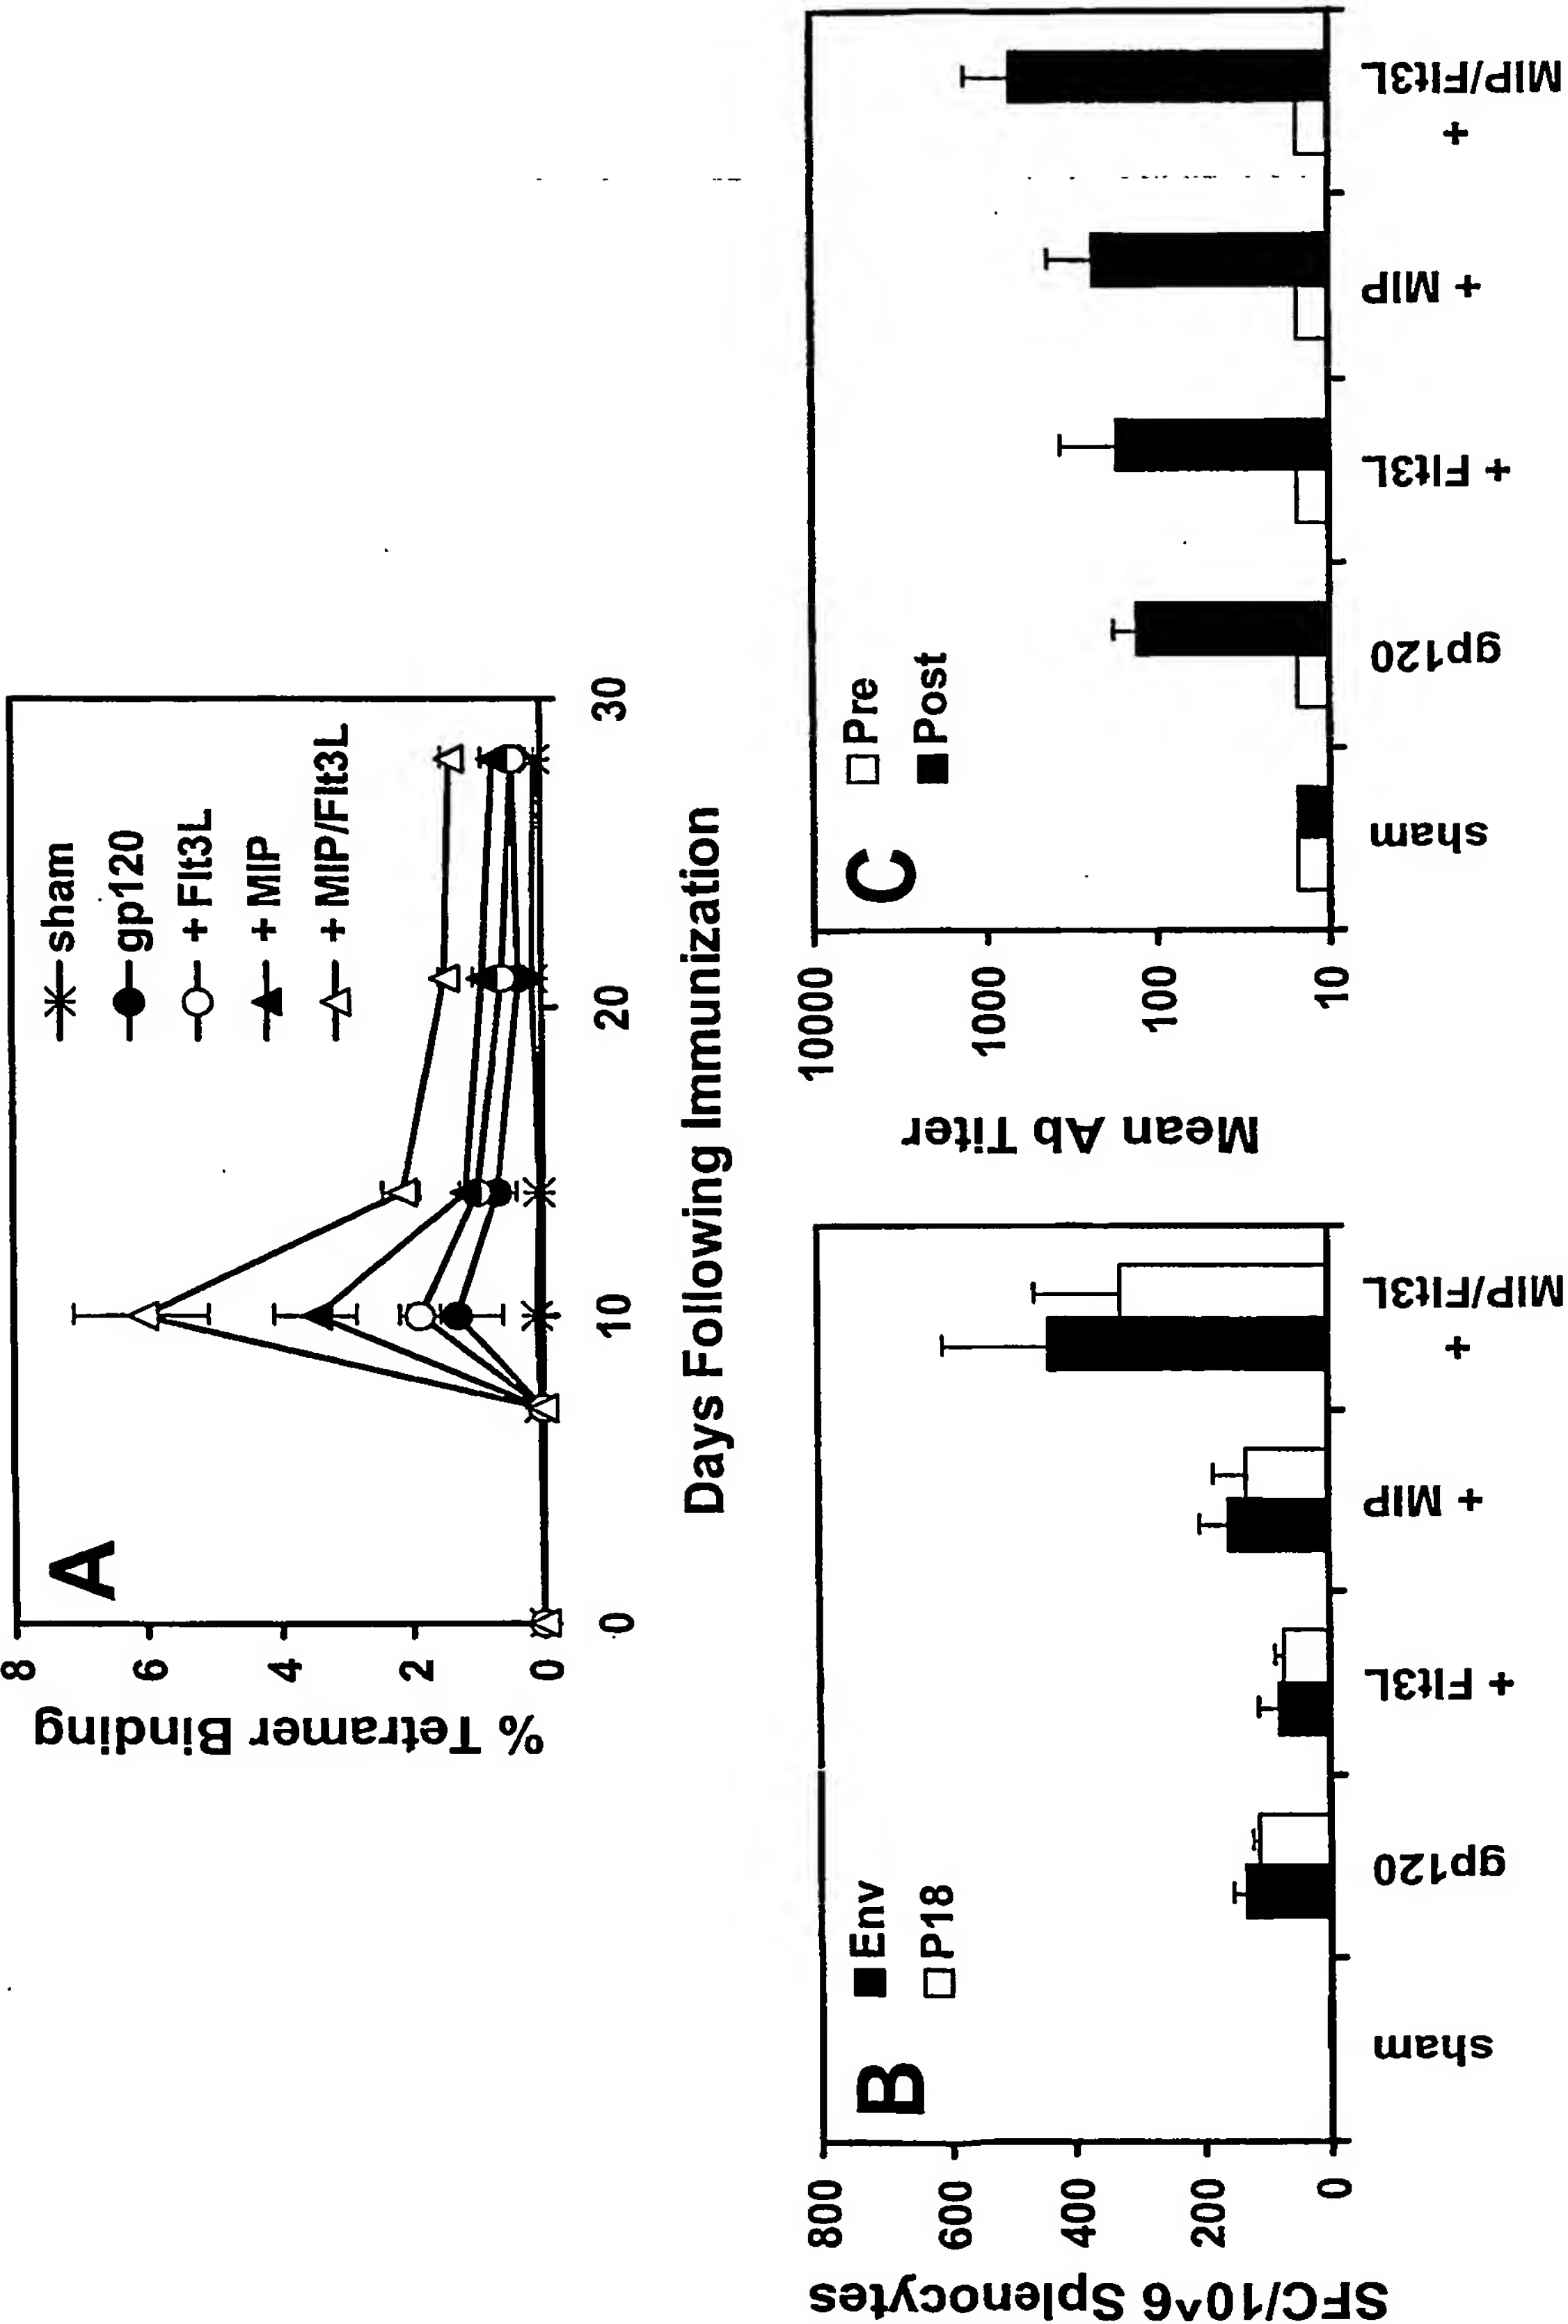 A
8
6
4
2
0
% Tetramer Binding
sham
gp120
+ Flt3L
+ MIP
+ MIP/Flt3L
0
10
20
30
Days Following Immunization
B
Env
P18
800
600
400
200
0
SFC/10^6 Splenocytes
sham
gp120
+ Flt3L
+ MIP
+
MIP/Flt3L
C
Pre
Post
10000
1000
100
10
Mean Ab Titer
sham
gp120
+ Flt3L
+ MIP
+
MIP/Flt3L